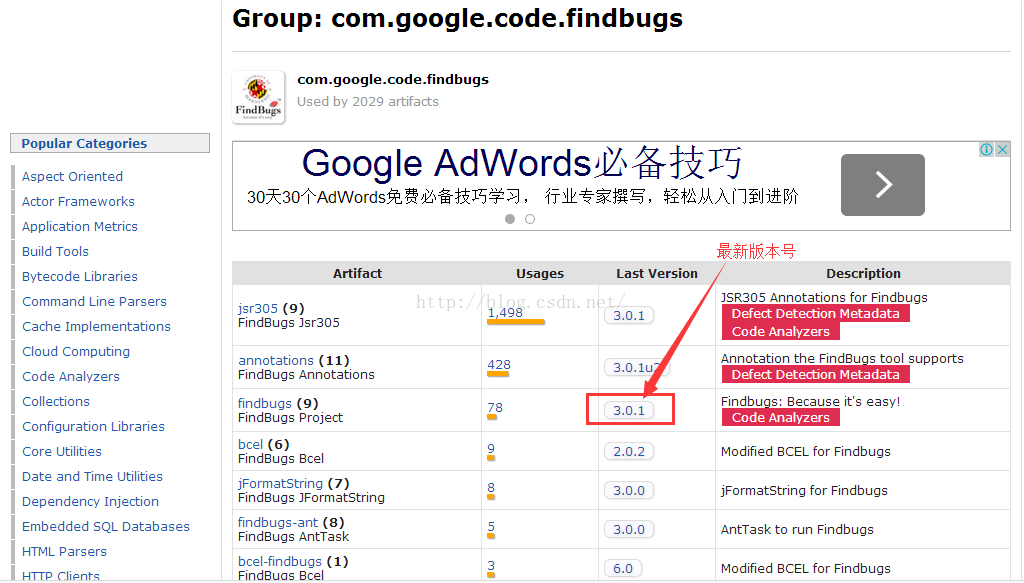 Group: com.google.code.findbugs
FindBugs
com.google.code.findbugs
Used by 2029 artifacts
Popular Categories
Aspect Oriented
Actor Frameworks
Application Metrics
Build Tools
Bytecode Libraries
Command Line Parsers
Cache Implementations
Cloud Computing
Code Analyzers
Collections
Configuration Libraries
Core Utilities
Date and Time Utilities
Dependency Injection
Embedded SQL Databases
HTML Parsers
HTTP Clients
Google AdWords必备技巧
30天30个AdWords免费必备技巧学习， 行业专家撰写，轻松从入门到进阶
最新版本号
Artifact Usages Last Version Description
http://blog.csdn.net/
jsr305 (9) 1,498 3.0.1 JSR305 Annotations for Findbugs
FindBugs Jsr305 Defect Detection Metadata
Code Analyzers
annotations (11) 428 3.0.1u2 Annotation the FindBugs tool supports
FindBugs Annotations Defect Detection Metadata
findbugs (9) 78 3.0.1 Findbugs: Because it's easy!
FindBugs Project Code Analyzers
bcel (6) 9 2.0.2 Modified BCEL for Findbugs
FindBugs Bcel
jFormatString (7) 8 3.0.0 jFormatString for Findbugs
FindBugs JFormatString
findbugs-ant (8) 5 3.0.0 AntTask to run Findbugs
FindBugs AntTask
bcel-findbugs (1) 3 6.0 Modified BCEL for Findbugs
FindBugs Bcel